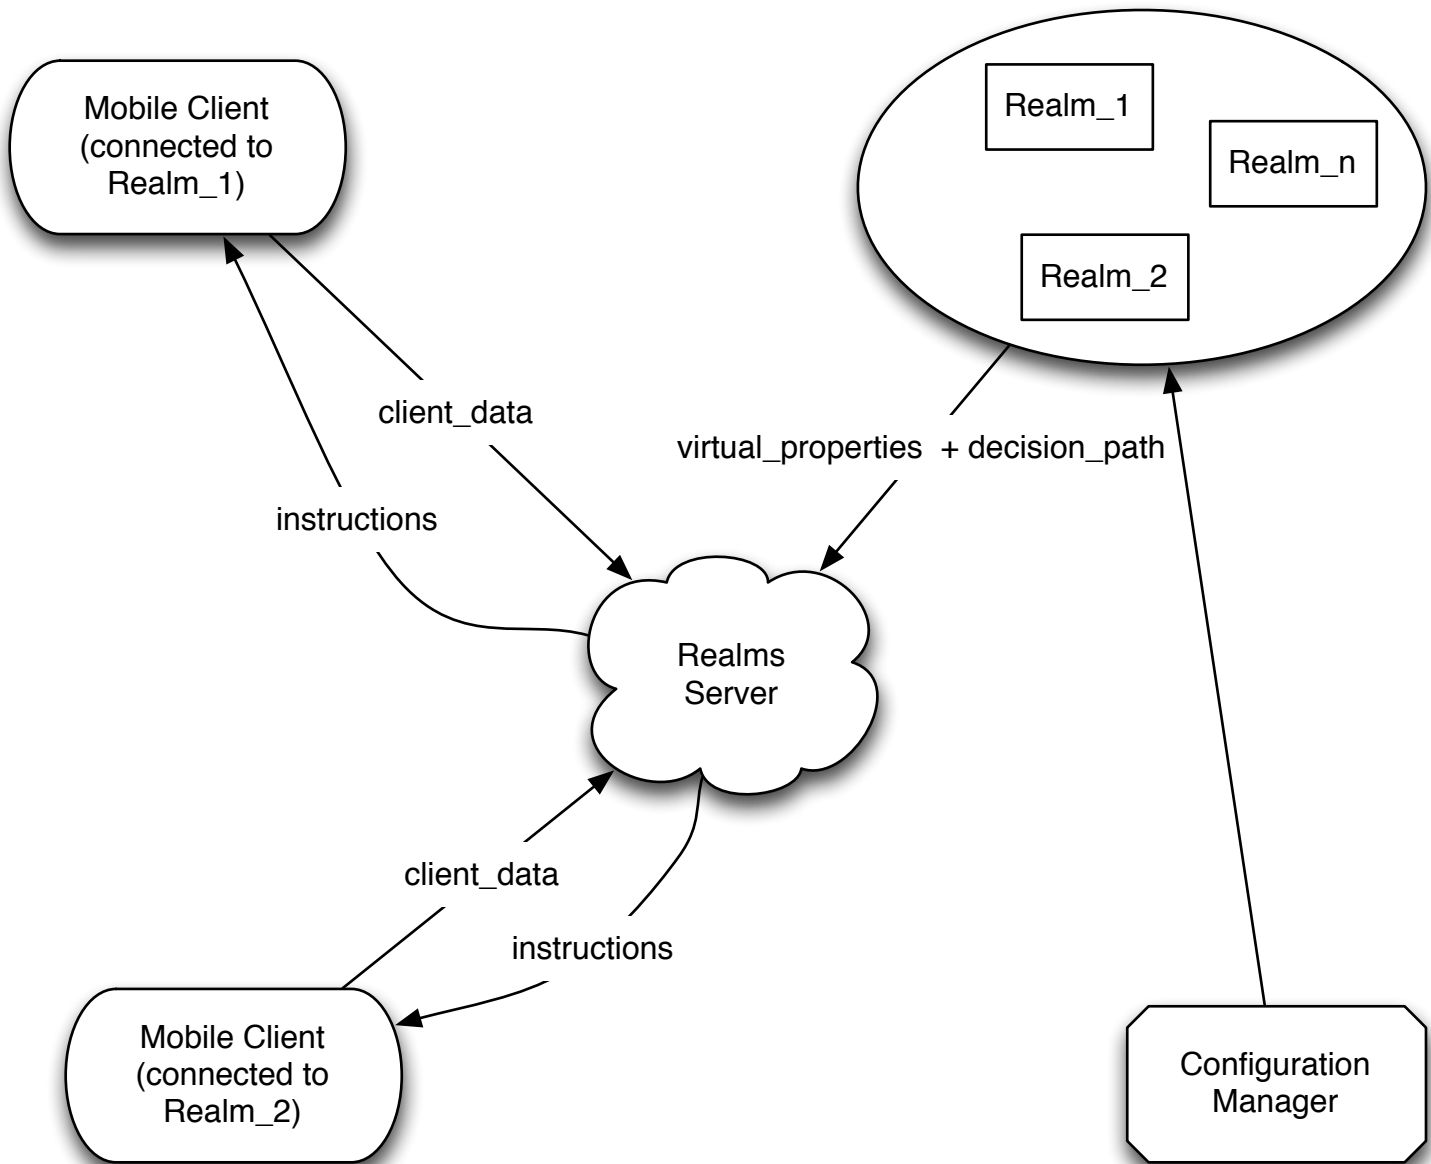 Mobile Client
(connected to
Realm_1)
Realm_1
Realm_n
Realm_2
client_data
virtual_properties + decision_path
instructions
Realms
Server
client_data
instructions
Mobile Client
(connected to
Realm_2)
Configuration
Manager